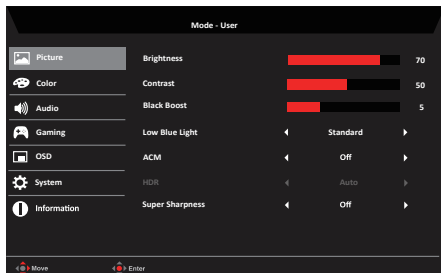 Mode - User
Picture
Brightness 70
Color
Contrast 50
Audio
Black Boost 5
Gaming
Low Blue Light Standard
OSD
ACM Off
System
HDR Auto
Information
Super Sharpness Off
Move Enter